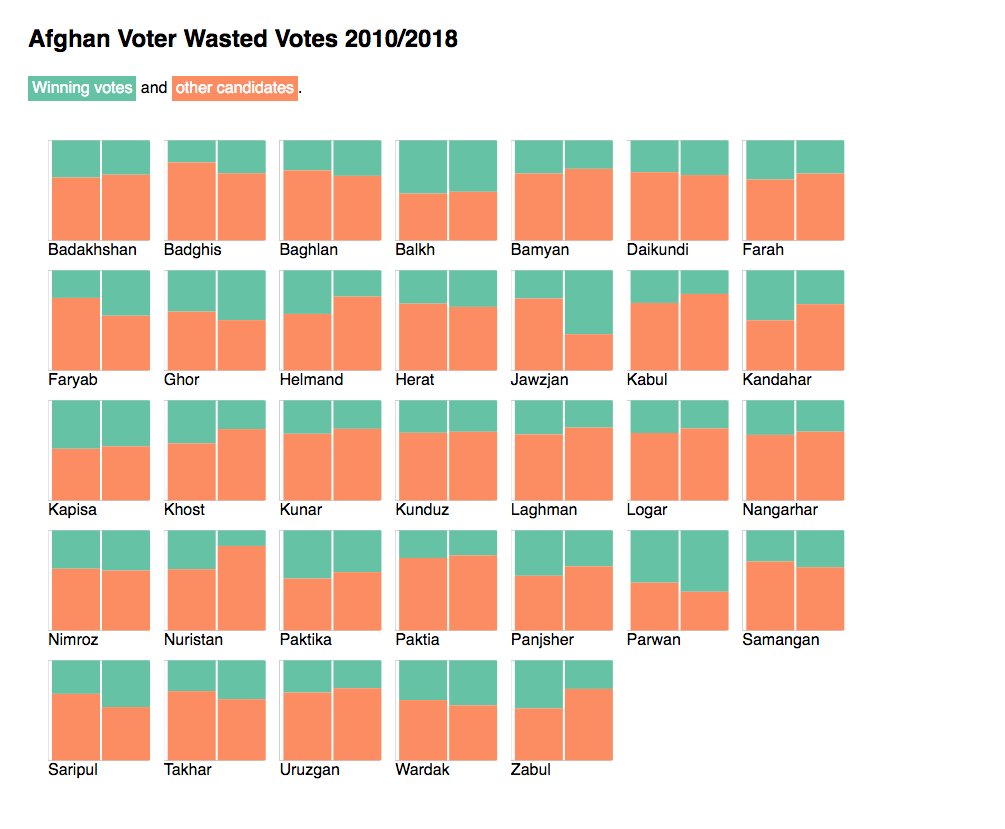 Afghan Voter Wasted Votes 2010/2018
Winning votes and other candidates.
Badakhshan Badghis Baghlan Balkh Bamyan Daikundi Farah
Faryab Ghor Helmand Herat Jawzjan Kabul Kandahar
Kapisa Khost Kunar Kunduz Laghman Logar Nangarhar
Nimroz Nuristan Paktika Paktia Panjsher Parwan Samangan
Saripul Takhar Uruzgan Wardak Zabul